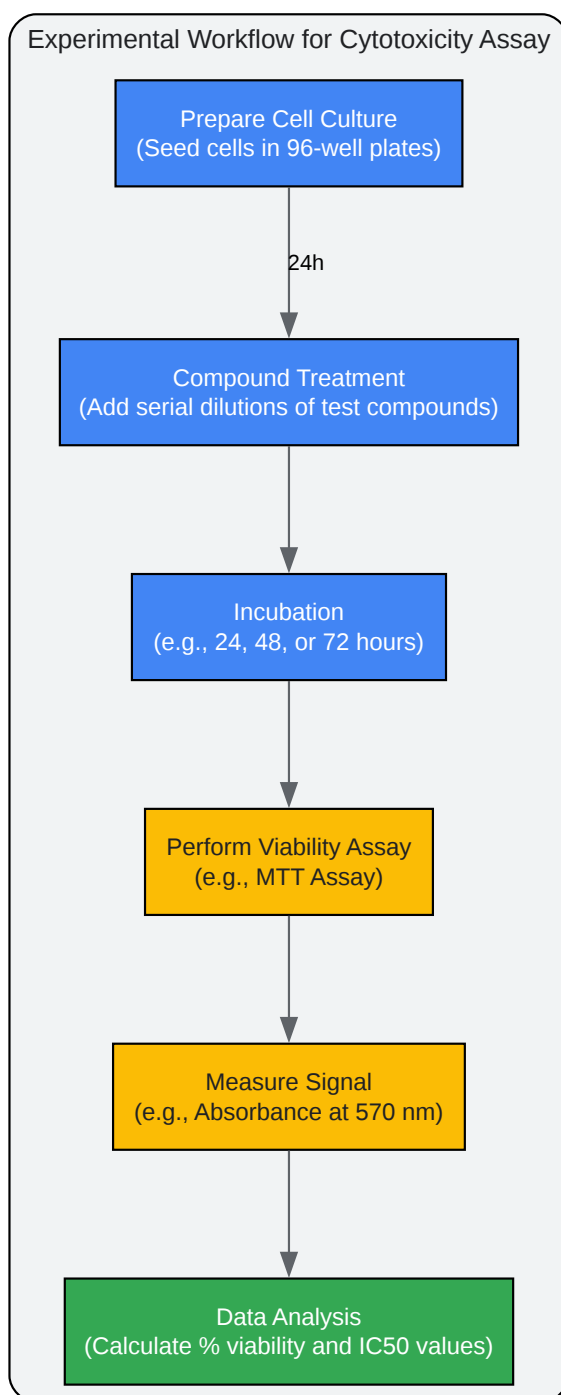 Experimental Workflow for Cytotoxicity Assay
Prepare Cell Culture
(Seed cells in 96-well plates)
24h
Compound Treatment
(Add serial dilutions of test compounds)
Incubation
(e.g., 24, 48, or 72 hours)
Perform Viability Assay
(e.g., MTT Assay)
Measure Signal
(e.g., Absorbance at 570 nm)
Data Analysis
(Calculate % viability and IC50 values)